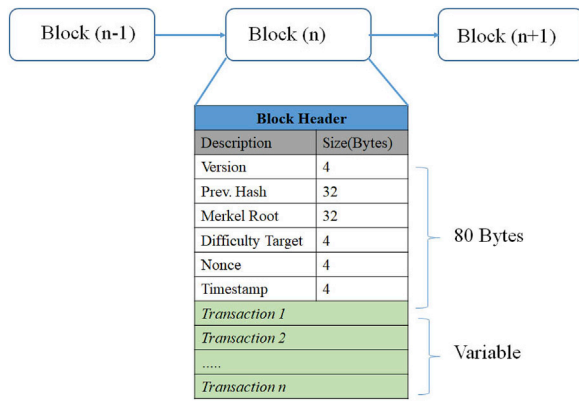 Block (n-1)
Block (n)
Block (n+1)
Block Header
Description Size(Bytes)
Version 4
Prev. Hash 32
Merkel Root 32
Difficulty Target 4
Nonce 4
Timestamp 4
80 Bytes
Transaction 1
Transaction 2
.....
Transaction n
Variable